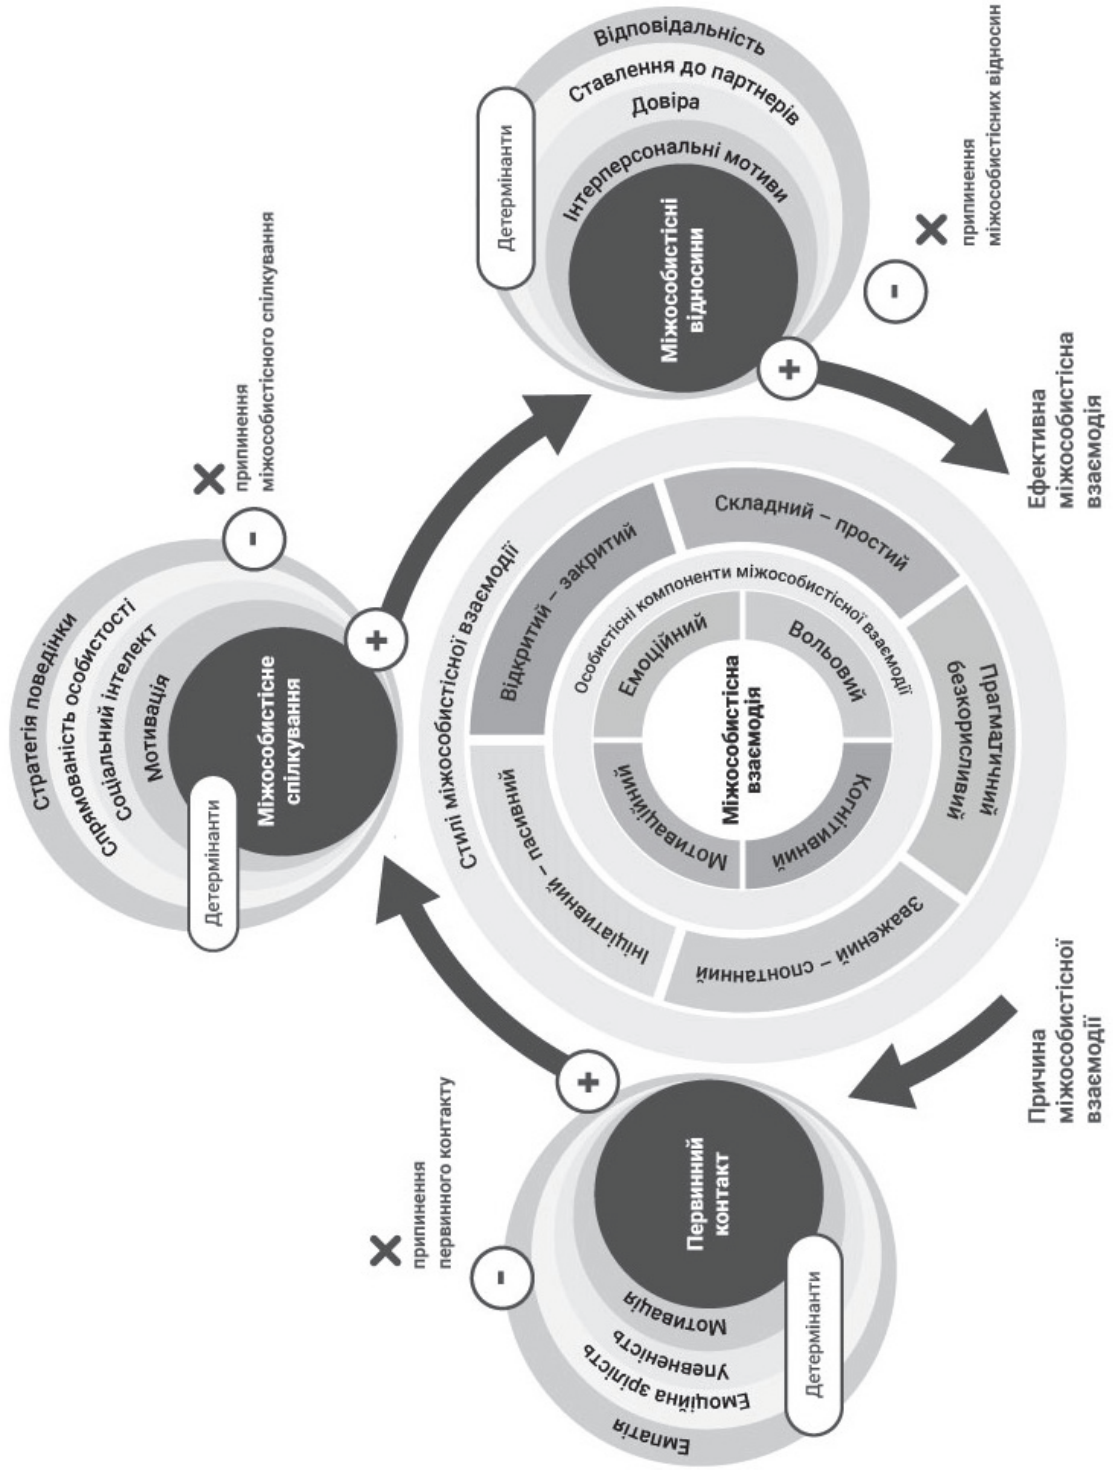 Стратегія поведінки
Спрямованість особистості
Соціальний інтелект
Мотивація
Міжособистісне
спілкування
Детермінанти
-
припинення
міжособистісного спілкування
+
припинення
первинного контакту
-
+
Емпатія
Емоційна зрілість
Упевненість
Мотивація
Первинний
контакт
Детермінанти
Причина
міжособистісної
взаємодії
Стилі міжособистісної взаємодії
Ініціативний – пасивний
Відкритий – закритий
Складний – простий
Прагматичний
безкорисливий
Зважений – спонтанний
Особистісні компоненти міжособистісної взаємодії
Мотиваційний
Емоційний
Вольовий
Когнітивний
Міжособистісна
взаємодія
Детермінанти
Відповідальність
Ставлення до партнерів
Довіра
Інтерперсональні мотиви
Міжособистісні
відносини
+
-
припинення
міжособистісних відносин
Ефективна
міжособистісна
взаємодія